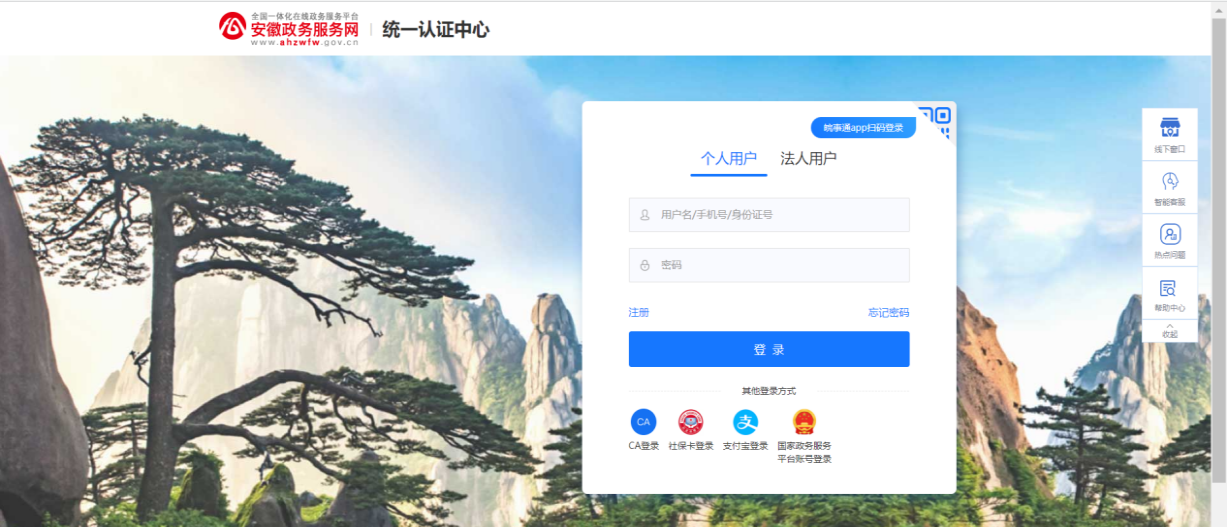 全国一体化在线政务服务平台
安徽政务服务网
www.ahzwfw.gov.cn
统一认证中心
皖事通app扫码登录
个人用户 法人用户
用户名/手机号/身份证号
密码
注册 忘记密码
登 录
其他登录方式
CA
CA登录 社保卡登录 支付宝登录 国家政务服务
平台账号登录
线下窗口
智能客服
热点问题
帮助中心
收起